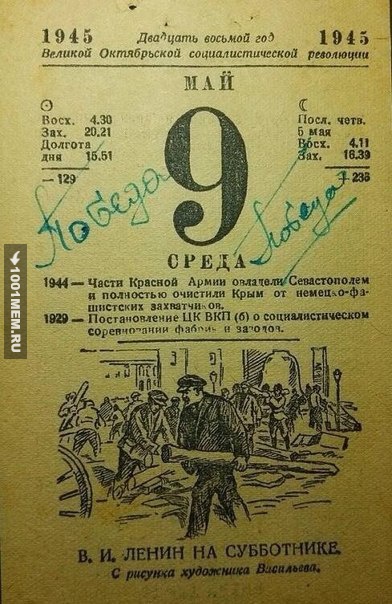 1945 Двадцать восьмой год 1945
Великой Октябрьской социалистической революции
МАЙ
Восх. 4.30
Зах. 20.21
Долгота
дня 15.51
— 129
9
Посл. четв.
5 мая
Восх. 4.11
Зах. 16.39
+ 236
Победа
Победа
СРЕДА
1944 — Части Красной Армии овладели Севастополем
и полностью очистили Крым от немецко-фа-
шистских захватчиков.
1929 — Постановление ЦК ВКП (б) о социалистическом
соревновании фабрик и заводов.
1001MEM.RU
В. И. ЛЕНИН НА СУББОТНИКЕ.
С рисунка художника Васильева.